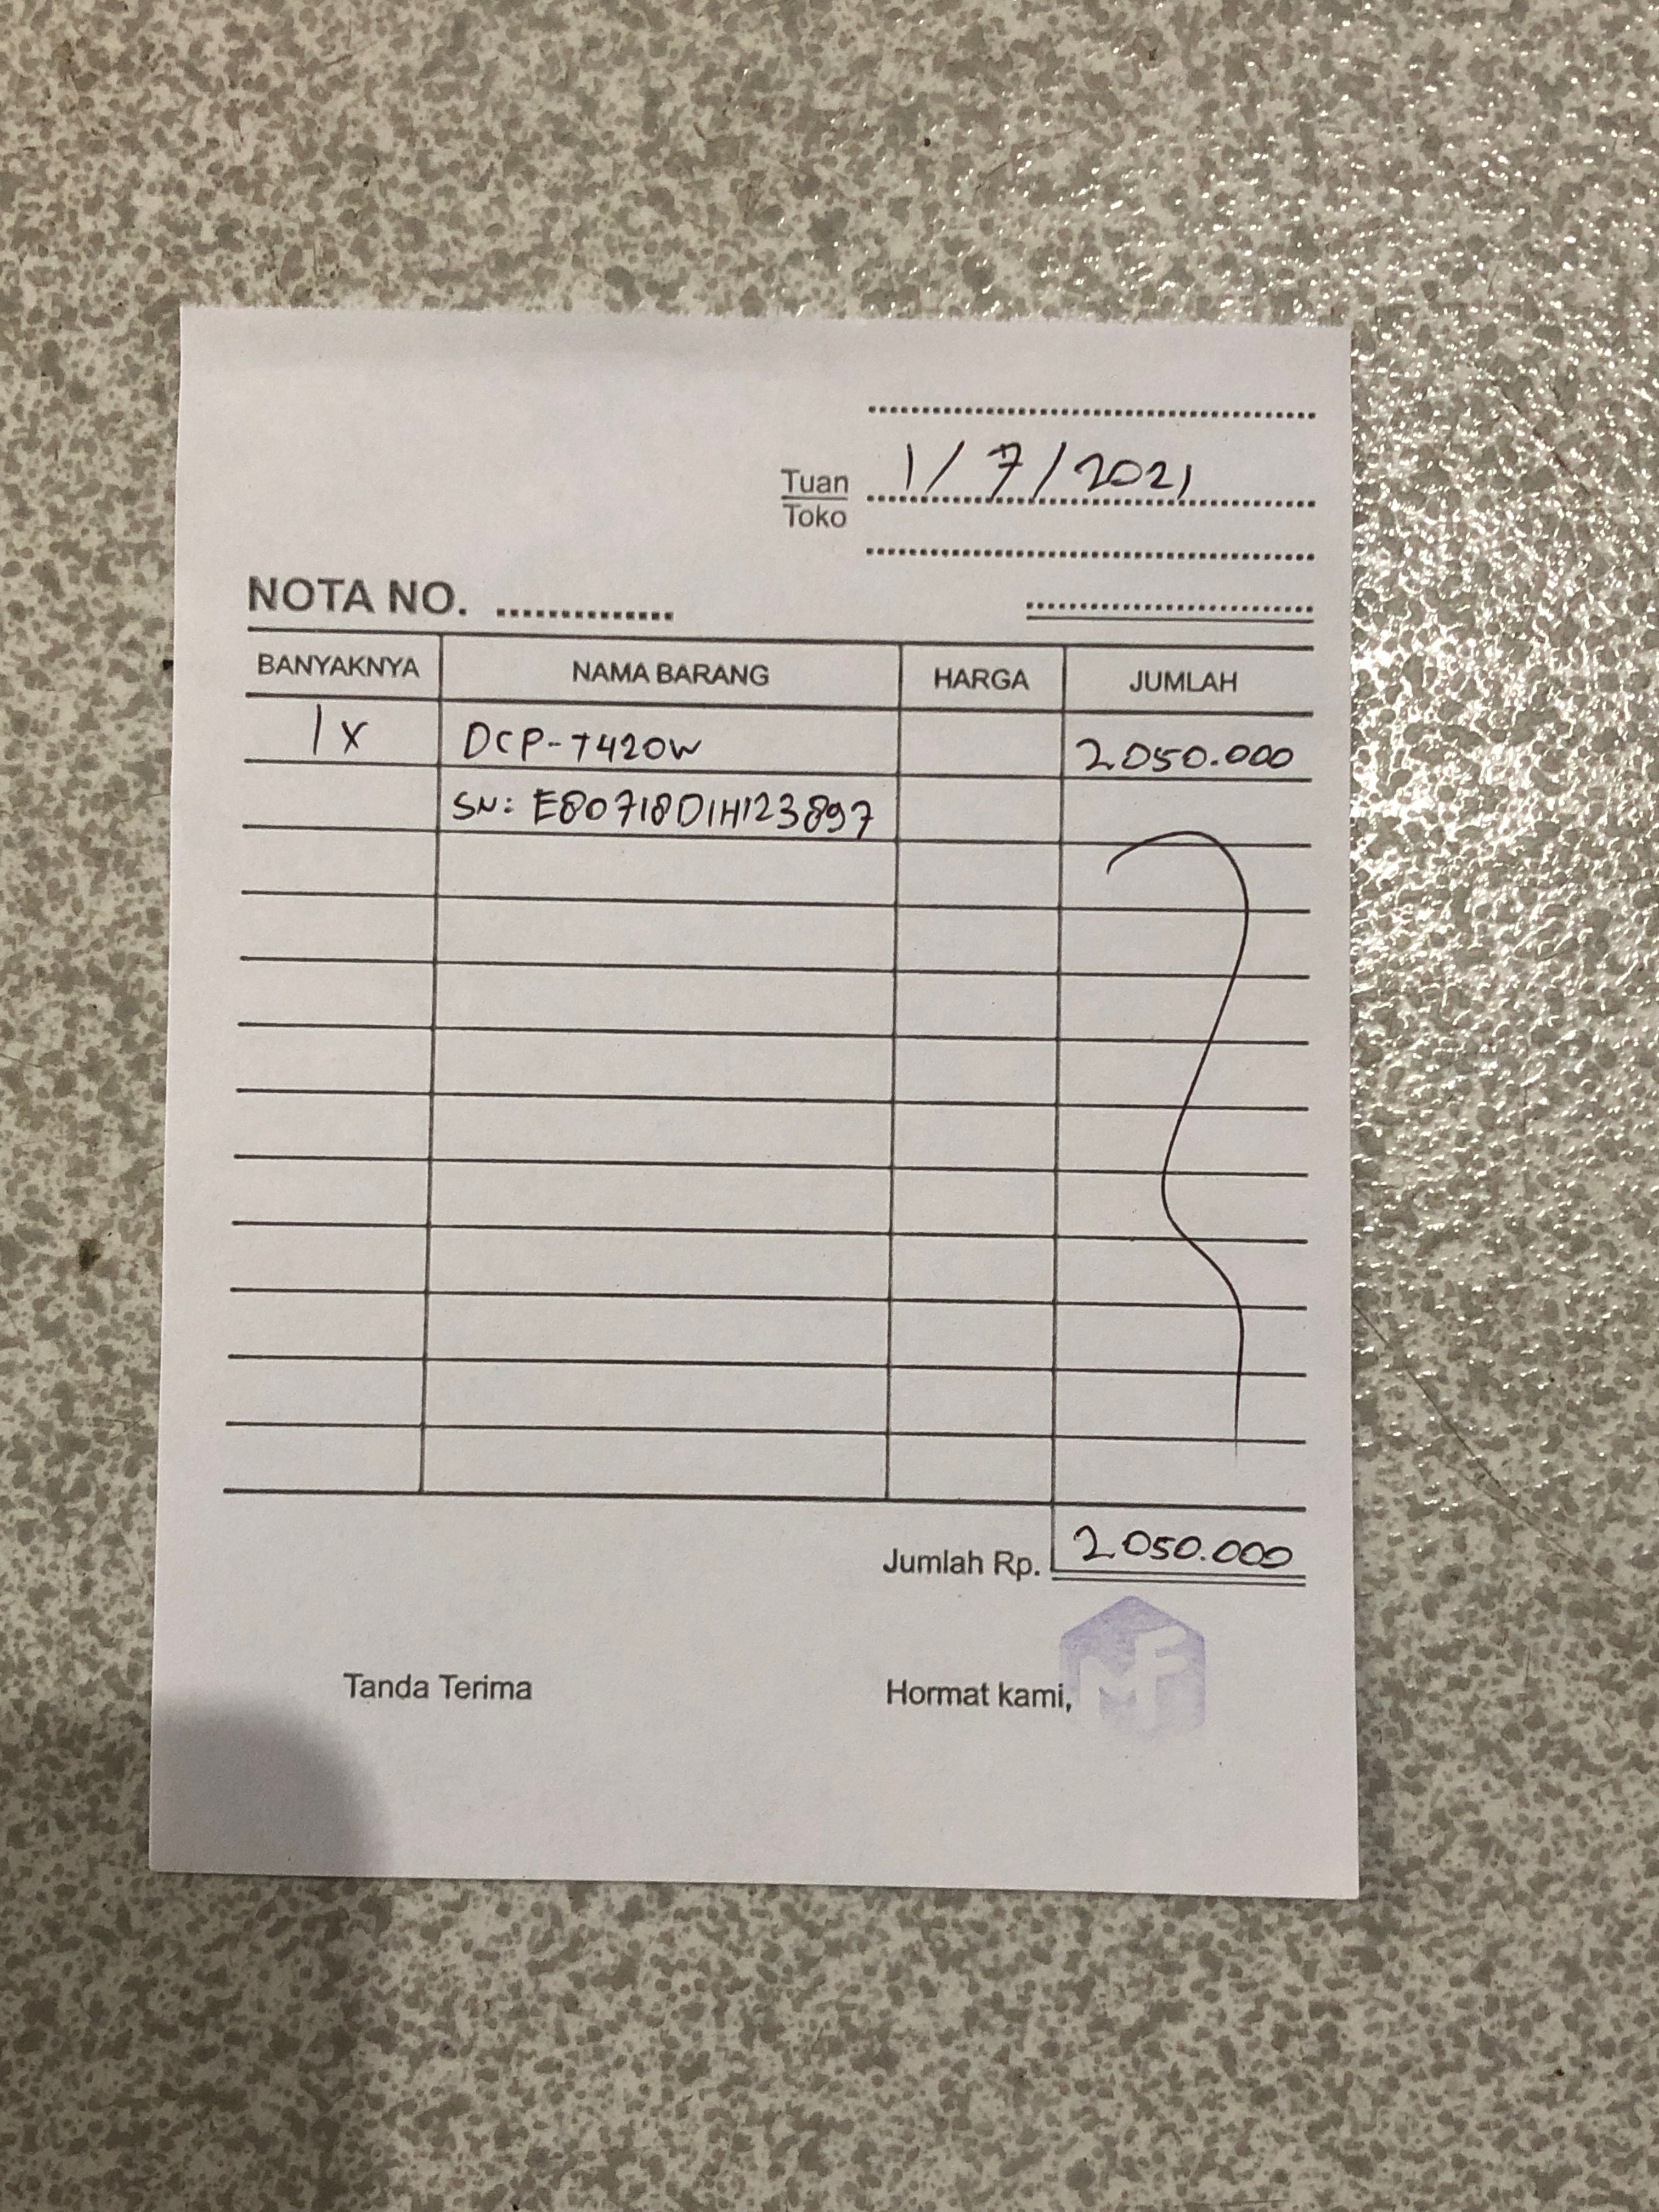 1/7/2021
Tuan
Toko
NOTA NO. ..............
BANYAKNYA NAMA BARANG HARGA JUMLAH
1x DCP-T420W 2.050.000
SN: E80718D1H123897
Jumlah Rp. 2.050.000
Tanda Terima Hormat kami,
MF